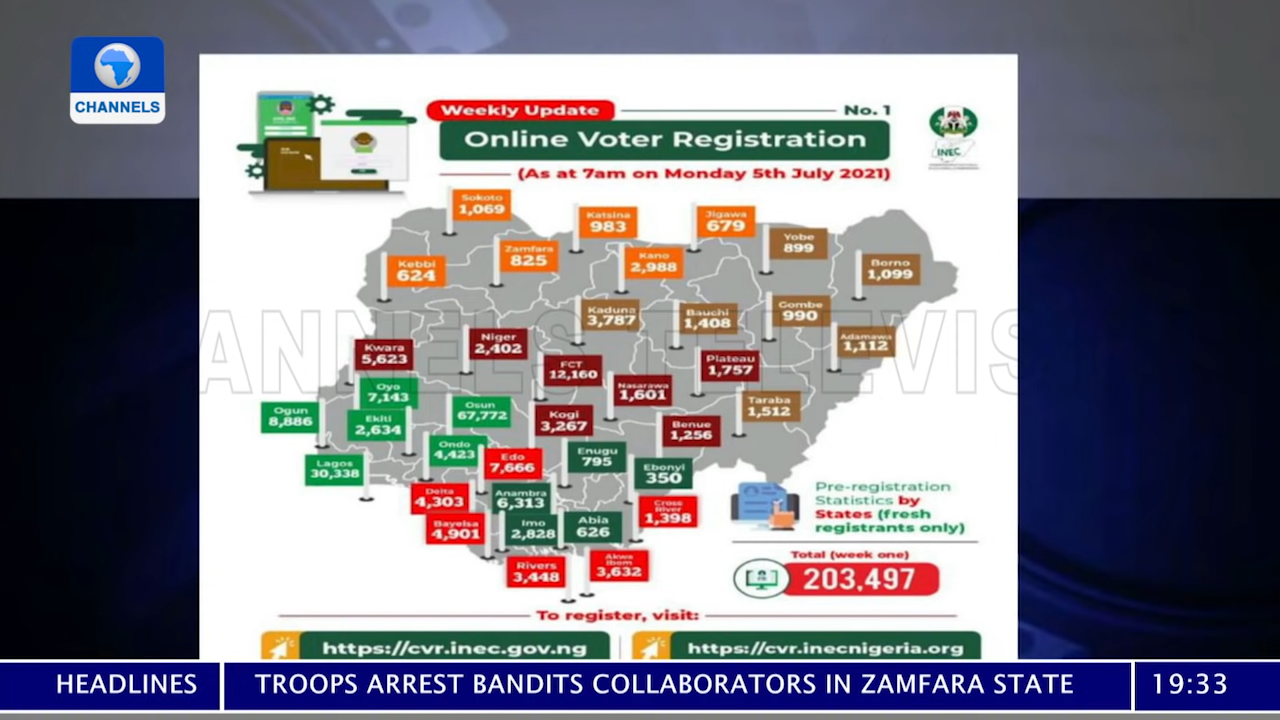 CHANNELS
Weekly Update
No. 1
Online Voter Registration
INEC
(As at 7am on Monday 5th July 2021)
Sokoto
1,069
Katsina
983
Jigawa
679
Yobe
899
Zamfara
825
Kano
2,988
Kebbi
624
Borno
1,099
Kaduna
3,787
Bauchi
1,408
Gombe
990
Adamawa
1,112
Kwara
5,623
Niger
2,402
FCT
12,160
Plateau
1,757
Nasarawa
1,601
Oyo
7,143
Taraba
1,512
Ogun
8,886
Ekiti
2,634
Osun
67,772
Kogi
3,267
Benue
1,256
Ondo
4,423
Edo
7,666
Enugu
795
Ebonyi
350
Lagos
30,338
Delta
4,303
Anambra
6,313
Cross
River
1,398
Bayelsa
4,901
Imo
2,828
Abia
626
Rivers
3,448
Akwa
Ibom
3,632
Pre-registration
Statistics by
States (fresh
registrants only)
Total (week one)
203,497
To register, visit:
https://cvr.inec.gov.ng
https://cvr.inecnigeria.org
HEADLINES
TROOPS ARREST BANDITS COLLABORATORS IN ZAMFARA STATE
19:33